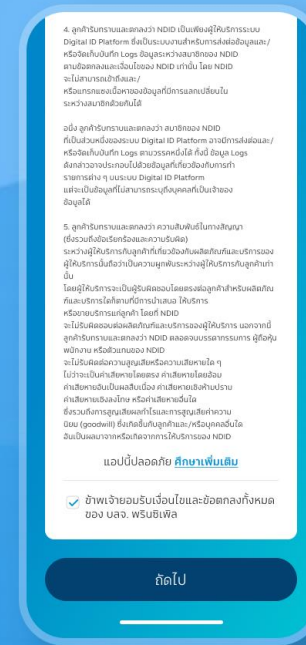 4. ลูกค้ารับทราบและตกลงว่า NDID เป็นเพียงผู้ให้บริการระบบ
Digital ID Platform ซึ่งเป็นระบบงานสำหรับการส่งต่อข้อมูลและ/
หรือจัดเก็บบันทึก Logs ข้อมูลระหว่างสมาชิกของ NDID
ตามข้อตกลงและเงื่อนไขของ NDID เท่านั้น โดย NDID
จะไม่สามารถเข้าถึงและ/
หรือแทรกแซงเนื้อหาของข้อมูลที่มีการแลกเปลี่ยนใน
ระหว่างสมาชิกด้วยกันได้
อนึ่ง ลูกค้ารับทราบและตกลงว่า สมาชิกของ NDID
ที่เป็นส่วนหนึ่งของระบบ Digital ID Platform อาจมีการส่งต่อและ/
หรือจัดเก็บบันทึก Logs ตามวรรคหนึ่งได้ ทั้งนี้ ข้อมูล Logs
ดังกล่าวอาจประกอบไปด้วยข้อมูลที่เกี่ยวข้องกับการทำ
รายการต่าง ๆ บนระบบ Digital ID Platform
แต่จะเป็นข้อมูลที่ไม่สามารถระบุถึงบุคคลที่เป็นเจ้าของ
ข้อมูลได้
5. ลูกค้ารับทราบและตกลงว่า ความสัมพันธ์ในทางสัญญา
(ซึ่งรวมถึงข้อเรียกร้องและความรับผิด)
ระหว่างผู้ให้บริการกับลูกค้าที่เกี่ยวข้องกับผลิตภัณฑ์และบริการของ
ผู้ให้บริการนั้นถือว่าเป็นความผูกพันระหว่างผู้ให้บริการกับลูกค้าเท่า
นั้น
โดยผู้ให้บริการจะเป็นผู้รับผิดชอบโดยตรงต่อลูกค้าสำหรับผลิตภัณ
ฑ์และบริการใดก็ตามที่มีการนำเสนอ ให้บริการ
หรือขายบริการแก่ลูกค้า โดยที่ NDID
จะไม่รับผิดชอบต่อผลิตภัณฑ์และบริการของผู้ให้บริการ นอกจากนี้
ลูกค้ารับทราบและตกลงว่า NDID ตลอดจนบรรดากรรมการ ผู้ถือหุ้น
พนักงาน หรือตัวแทนของ NDID
จะไม่รับผิดต่อความสูญเสียหรือความเสียหายใด ๆ
ไม่ว่าจะเป็นค่าเสียหายโดยตรง ค่าเสียหายโดยอ้อม
ค่าเสียหายอันเป็นผลสืบเนื่อง ค่าเสียหายเชิงห้ามปราม
ค่าเสียหายเชิงลงโทษ หรือค่าเสียหายอื่นใด
ซึ่งรวมถึงการสูญเสียผลกำไรและการสูญเสียค่าความ
นิยม (goodwill) ซึ่งเกิดขึ้นกับลูกค้าและ/หรือบุคคลอื่นใด
อันเป็นผลมาจากหรือเกิดจากการให้บริการของ NDID
แอปนี้ปลอดภัย ศึกษาเพิ่มเติม
ข้าพเจ้ายอมรับเงื่อนไขและข้อตกลงทั้งหมด
ของ บลจ. พรินซิเพิล
ถัดไป